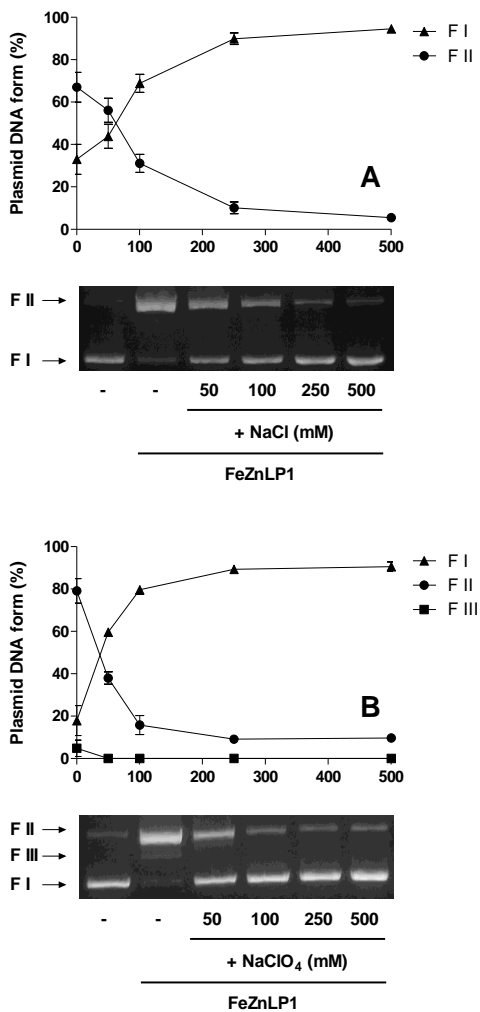 Plasmid DNA form (%)
100
80
60
40
20
0
0 100 200 300 400 500
A
F I
F II
F II
F I
- - 50 100 250 500
+ NaCl (mM)
FeZnLP1
Plasmid DNA form (%)
100
80
60
40
20
0
0 100 200 300 400 500
B
F I
F II
F III
F II
F III
F I
- - 50 100 250 500
+ NaClO₄ (mM)
FeZnLP1